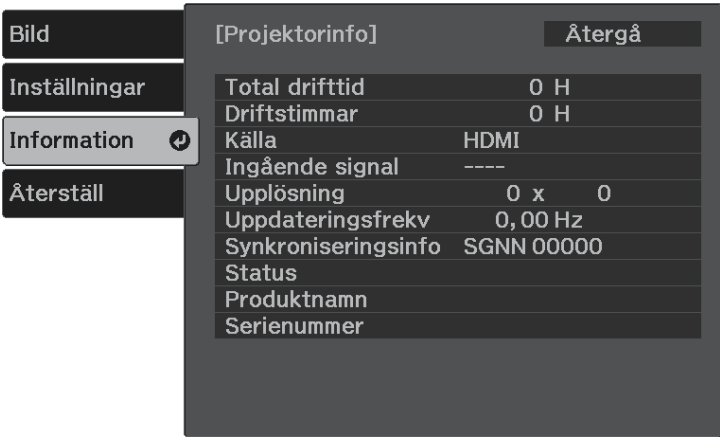 Bild
Inställningar
Information
Återställ
[Projektorinfo] Återgå
Total drifttid 0 H
Driftstimmar 0 H
Källa HDMI
Ingående signal ----
Upplösning 0 x 0
Uppdateringsfrekv 0,00 Hz
Synkroniseringsinfo SGNN 00000
Status
Produktnamn
Serienummer